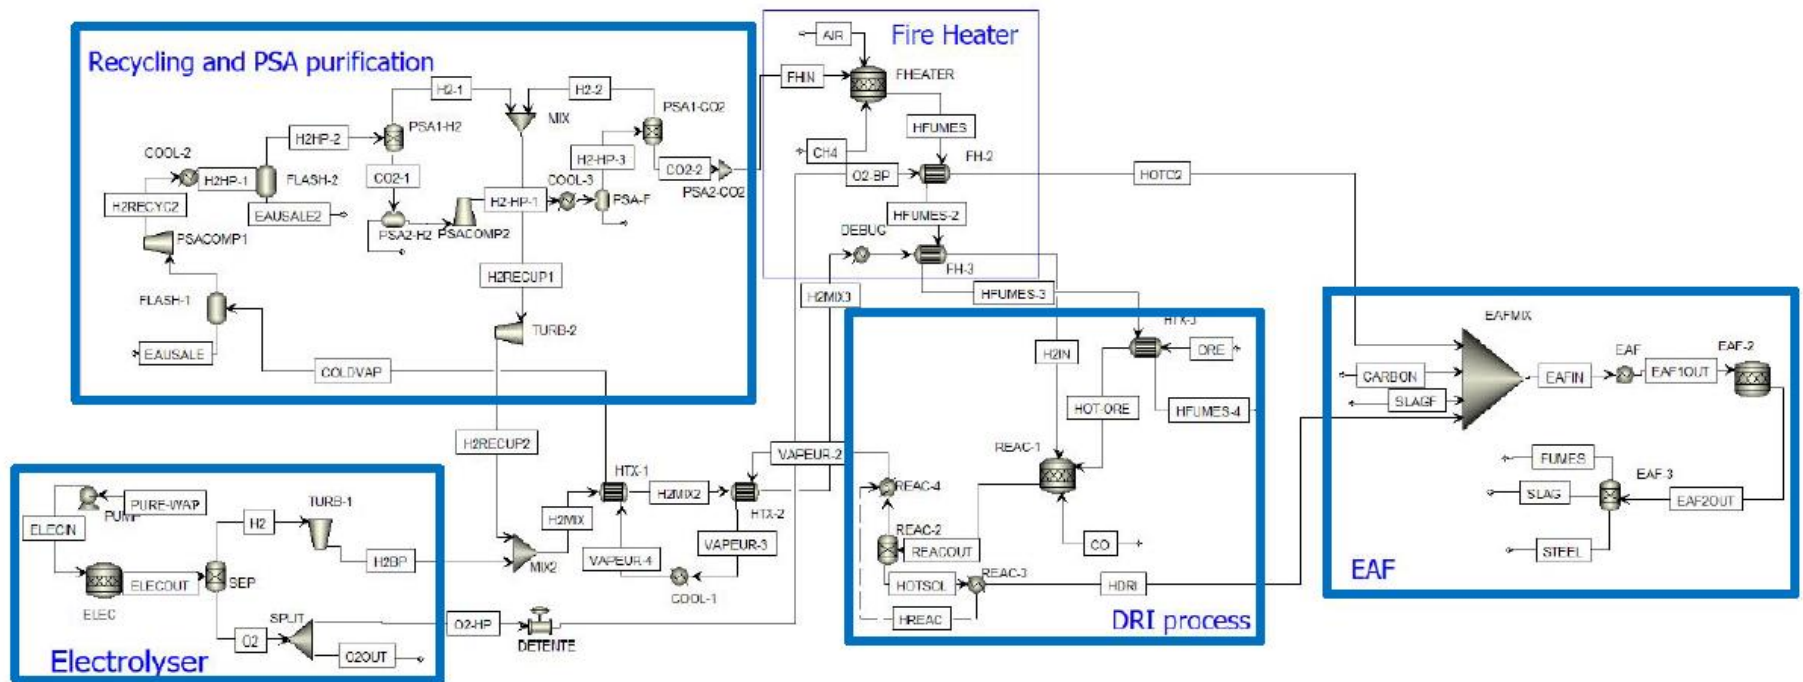 Recycling and PSA purification
H2-1
H2-2
PSA1-H2
MIX
PSA1-CO2
H2HP-2
COOL-2
H2HP-1
FLASH-2
H2RECYC2
EAUSALE2
CO2-1
H2-HP-3
COOL-3
CO2-2
PSA2-CO2
H2-HP-1
PSA-F
PSACOMP1
PSA2-H2
PSACOMP2
FLASH-1
H2RECUP1
TURB-2
EAUSALE
COLDVAP
Fire Heater
AIR
FHIN
FHEATER
HFUMES
CH4
O2-BP
FH-2
HFUMES-2
DEBUG
FH-3
H2MIX3
HFUMES-3
HOTO2
H2IN
HTX-3
ORE
HOT-ORE
HFUMES-4
REAC-1
VAPEUR-2
REAC-4
REAC-2
REACOUT
CO
HOTSOL
REAC-3
HDRI
HREAC
DRI process
H2RECUP2
HTX-1
H2MIX2
HTX-2
H2MIX
VAPEUR-4
VAPEUR-3
MIX2
COOL-1
O2-HP
DETENTE
PUMP
PURE-WAP
TURB-1
ELECIN
H2
H2BP
ELECOUT
SEP
ELEC
SPLIT
O2
O2OUT
Electrolyser
EAFMIX
CARBON
SLAGF
EAFIN
EAF
EAF1OUT
EAF-2
FUMES
SLAG
EAF-3
EAF2OUT
STEEL
EAF